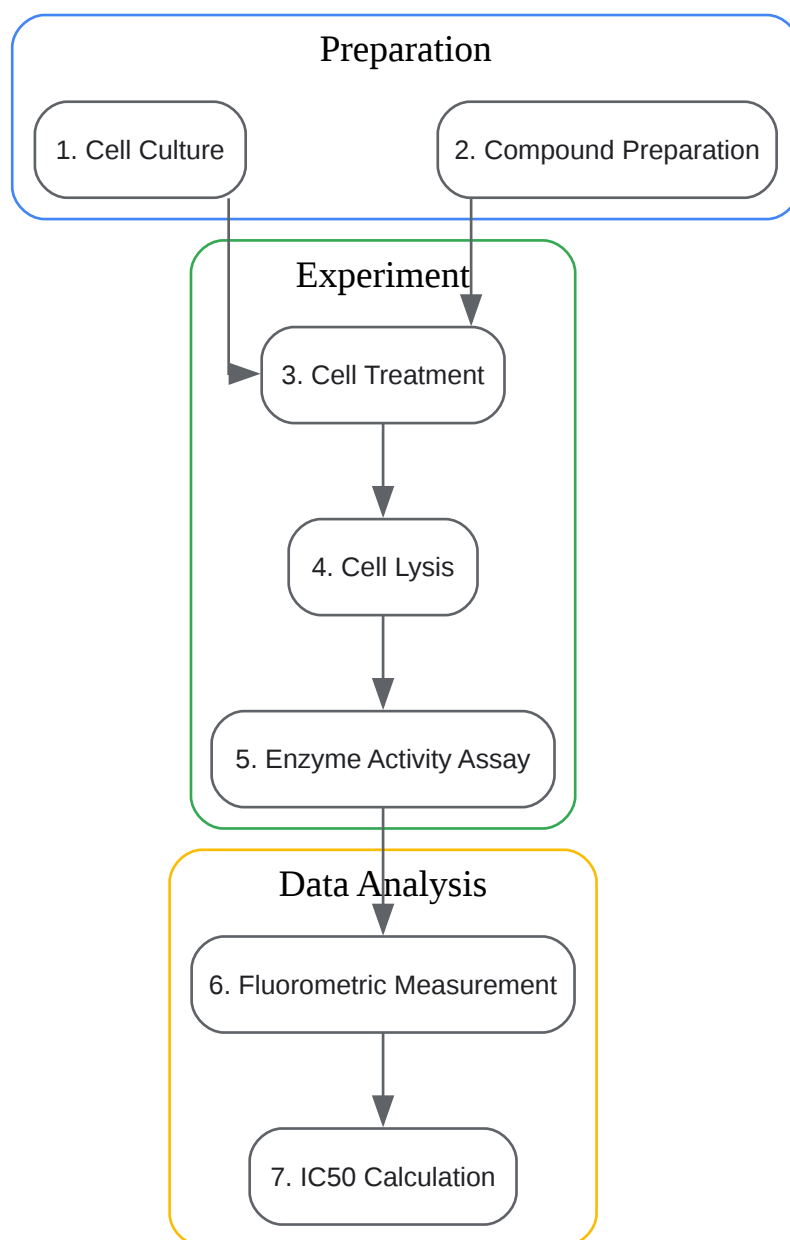 Preparation
1. Cell Culture
2. Compound Preparation
Experiment
3. Cell Treatment
4. Cell Lysis
5. Enzyme Activity Assay
Data Analysis
6. Fluorometric Measurement
7. IC50 Calculation